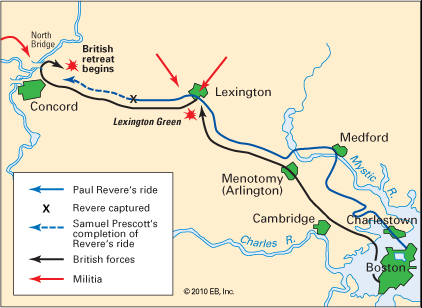 North
Bridge
British
retreat
begins
Concord
X
Lexington
Lexington Green
Medford
Mystic R.
Menotomy
(Arlington)
Cambridge
Charlestown
Charles R.
Boston
Paul Revere's ride
X Revere captured
Samuel Prescott's
completion of
Revere's ride
British forces
Militia
© 2010 EB, Inc.